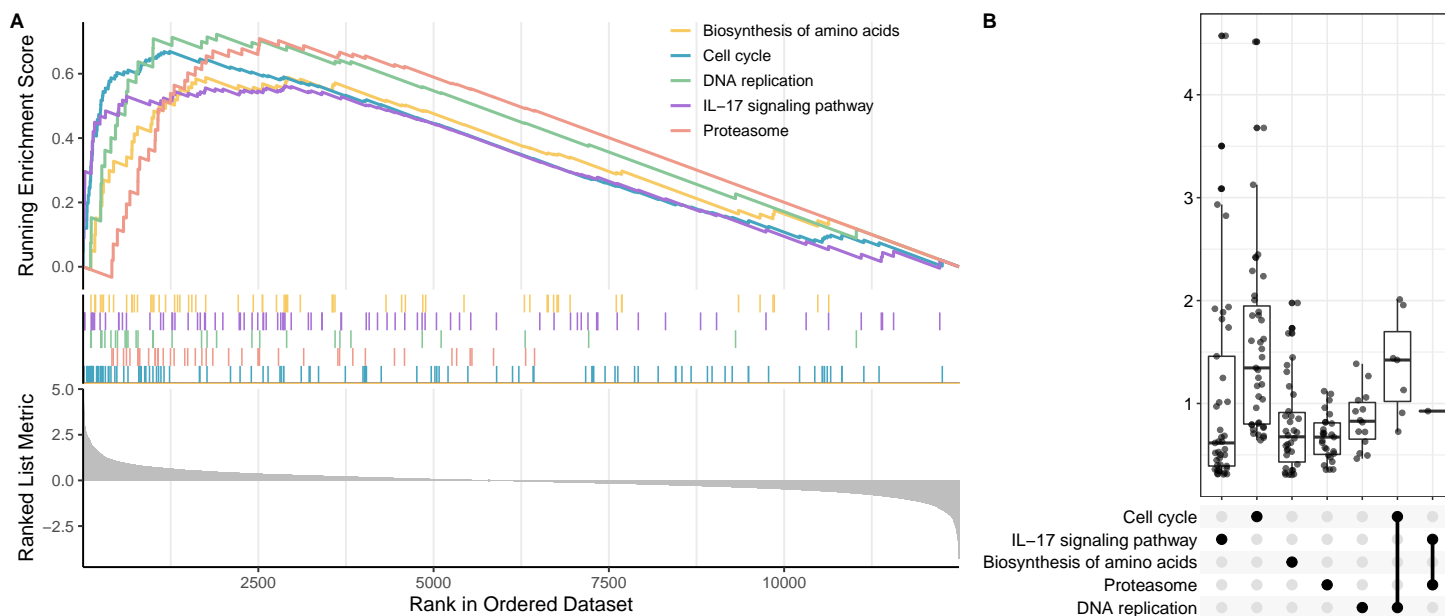 A
Running Enrichment Score
0.6
0.4
0.2
0.0
Biosynthesis of amino acids
Cell cycle
DNA replication
IL−17 signaling pathway
Proteasome
Ranked List Metric
5.0
2.5
0.0
−2.5
2500 5000 7500 10000
Rank in Ordered Dataset
B
4
3
2
1
Cell cycle
IL−17 signaling pathway
Biosynthesis of amino acids
Proteasome
DNA replication